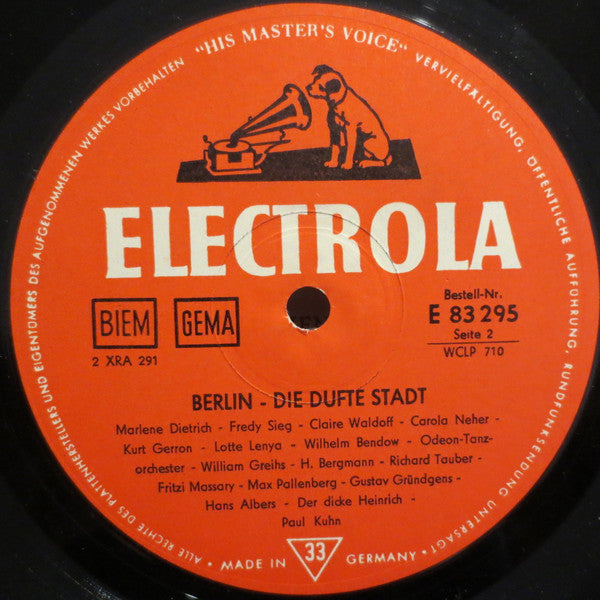 "HIS MASTER'S VOICE"
VERVIELFÄLTIGUNG, ÖFFENTLICHE AUFFÜHRUNG, RUNDFUNKSENDUNG UNTERSAGT •
ALLE RECHTE DES PLATTENHERSTELLERS UND EIGENTÜMERS DES AUFGENOMMENEN WERKES VORBEHALTEN
ELECTROLA
BIEM
GEMA
2 XRA 291
Bestell-Nr.
E 83 295
Seite 2
WCLP 710
BERLIN - DIE DUFTE STADT
Marlene Dietrich - Fredy Sieg - Claire Waldoff - Carola Neher -
Kurt Gerron - Lotte Lenya - Wilhelm Bendow - Odeon-Tanz-
orchester - William Greihs - H. Bergmann - Richard Tauber -
Fritzi Massary - Max Pallenberg - Gustav Gründgens -
Hans Albers - Der dicke Heinrich -
Paul Kuhn
MADE IN 33 GERMANY